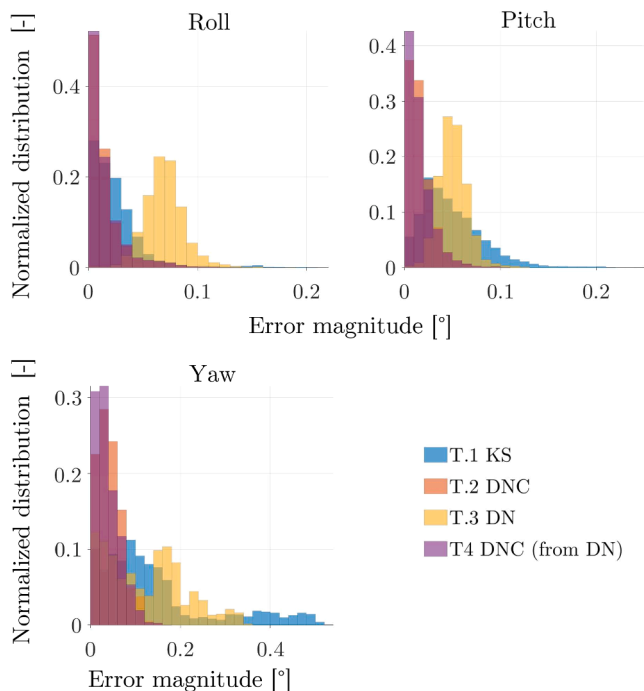 Roll
Normalized distribution [-]
0.4
0.2
0
0
0.1
0.2
Pitch
0.4
0.3
0.2
0.1
0
0
0.1
0.2
Error magnitude [°]
Yaw
Normalized distribution [-]
0.3
0.2
0.1
0
0
0.2
0.4
Error magnitude [°]
T.1 KS
T.2 DNC
T.3 DN
T4 DNC (from DN)